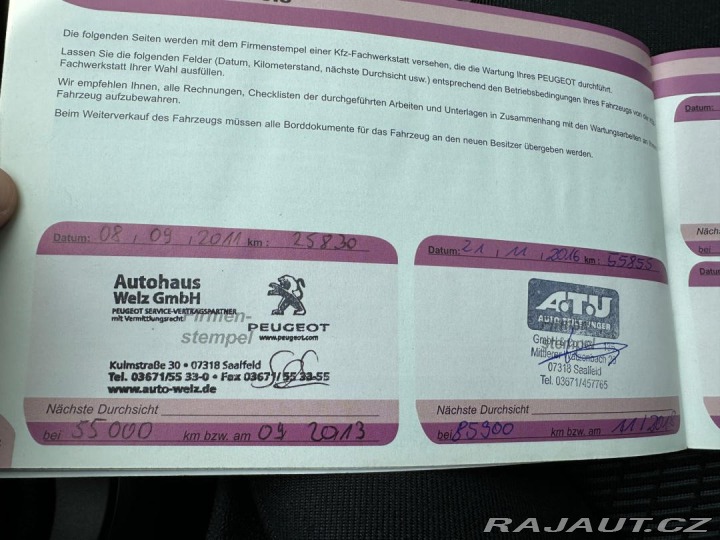 Die folgenden Seiten werden mit dem Firmenstempel einer Kfz-Fachwerkstatt versehen, die die Wartung Ihres PEUGEOT durchführt.
Lassen Sie die folgenden Felder (Datum, Kilometerstand, nächste Durchsicht usw.) entsprechend den Betriebsbedingungen Ihres Fahrzeugs von der
Fachwerkstatt Ihrer Wahl ausfüllen.
Wir empfehlen Ihnen, alle Rechnungen, Checklisten der durchgeführten Arbeiten und Unterlagen in Zusammenhang mit den Wartungsarbeiten an
Fahrzeug aufzubewahren.
Beim Weiterverkauf des Fahrzeugs müssen alle Borddokumente für das Fahrzeug an den neuen Besitzer übergeben werden.
Datum: 08, 09, 2011 km: 25830
Autohaus
Welz GmbH
PEUGEOT SERVICE-VERTRAGSPARTNER
mit Vermittlungsrecht
Firmen-
stempel
PEUGEOT
www.peugeot.com
Kulmstraße 30 • 07318 Saalfeld
Tel. 03671/55 33-0 • Fax 03671/55 33-55
www.auto-welz.de
Nächste Durchsicht
bei 55000 km bzw. am 09 2013
Datum: 21, 11, 2016 km: 55855
A.T.U
GmbH &
stempel
07318 Saalfeld
Tel. 03671/457765
Nächste Durchsicht
bei 85900 km bzw. am 11/
Datum:
Näch
bei
Datu
RAJAUT.CZ